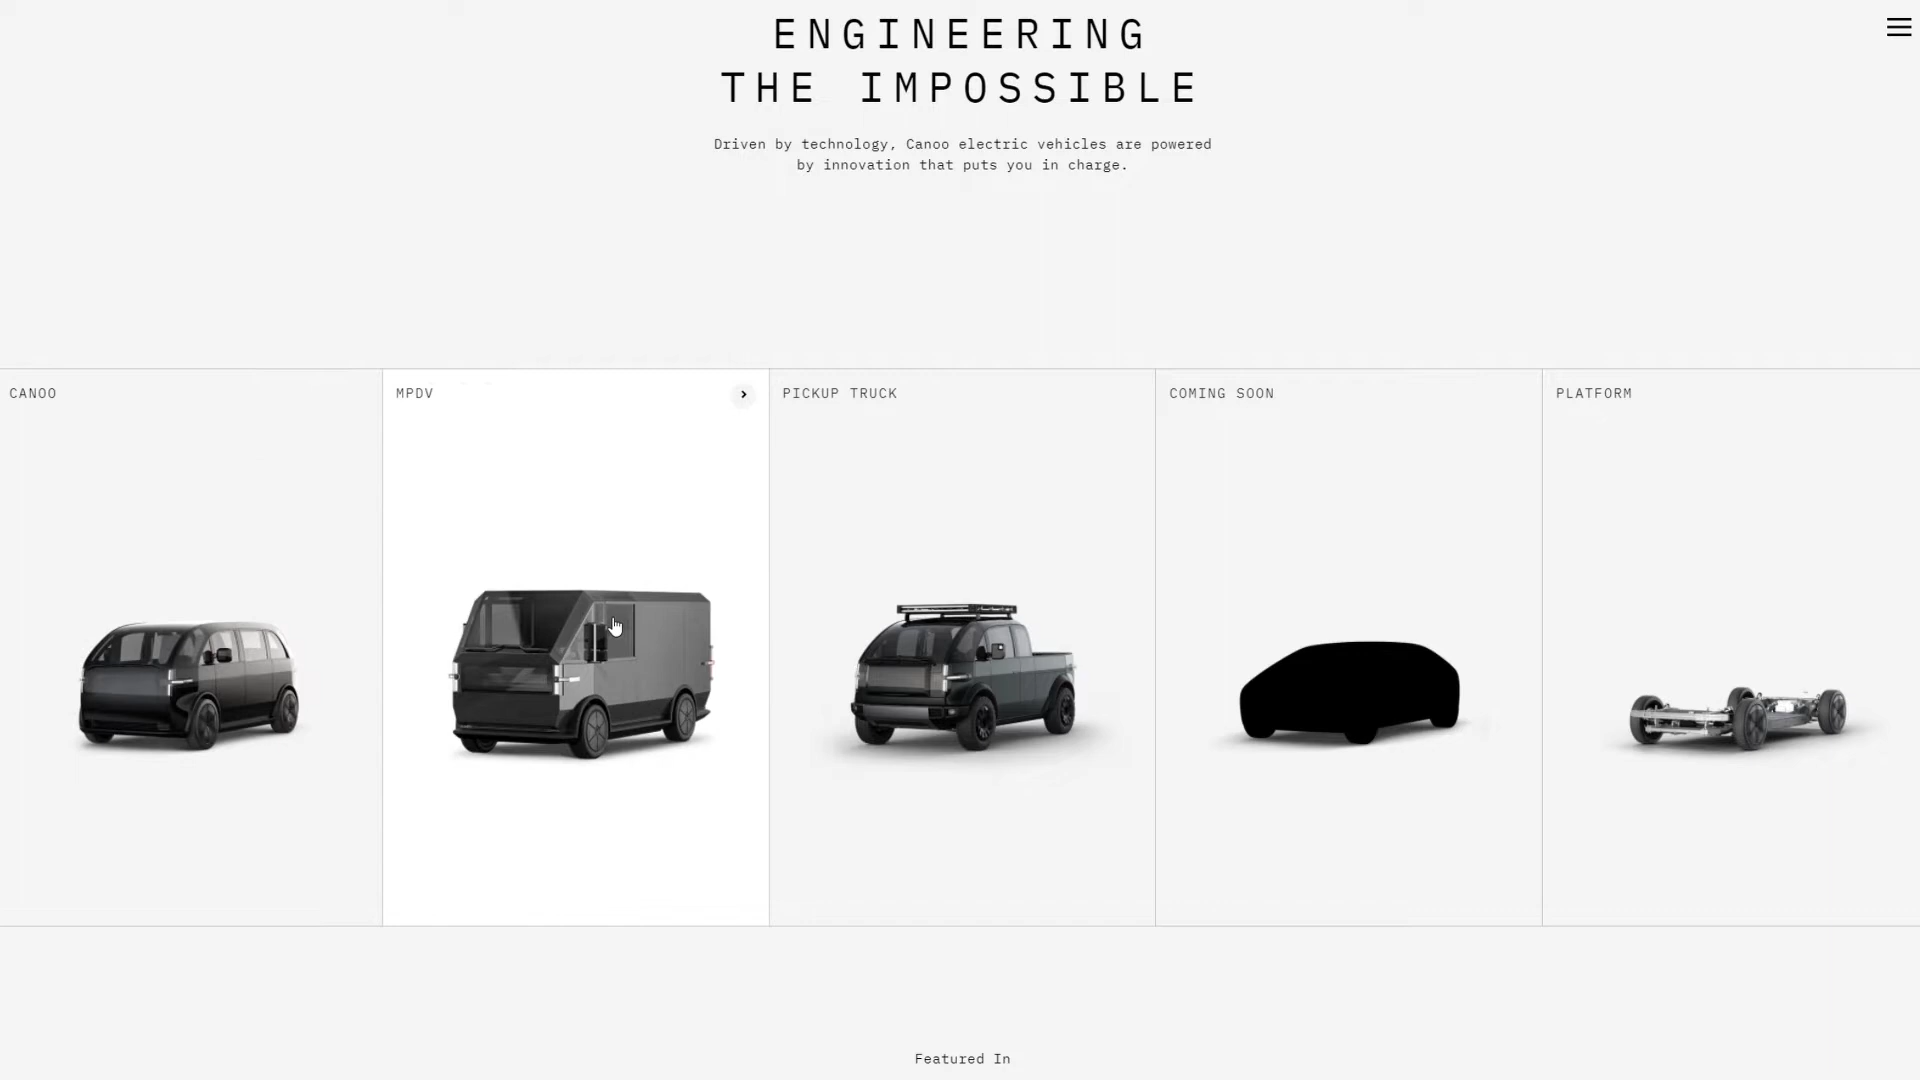 ENGINEERING
THE IMPOSSIBLE
Driven by technology, Canoo electric vehicles are powered
by innovation that puts you in charge.
CANOO
MPDV
PICKUP TRUCK
COMING SOON
PLATFORM
Featured In